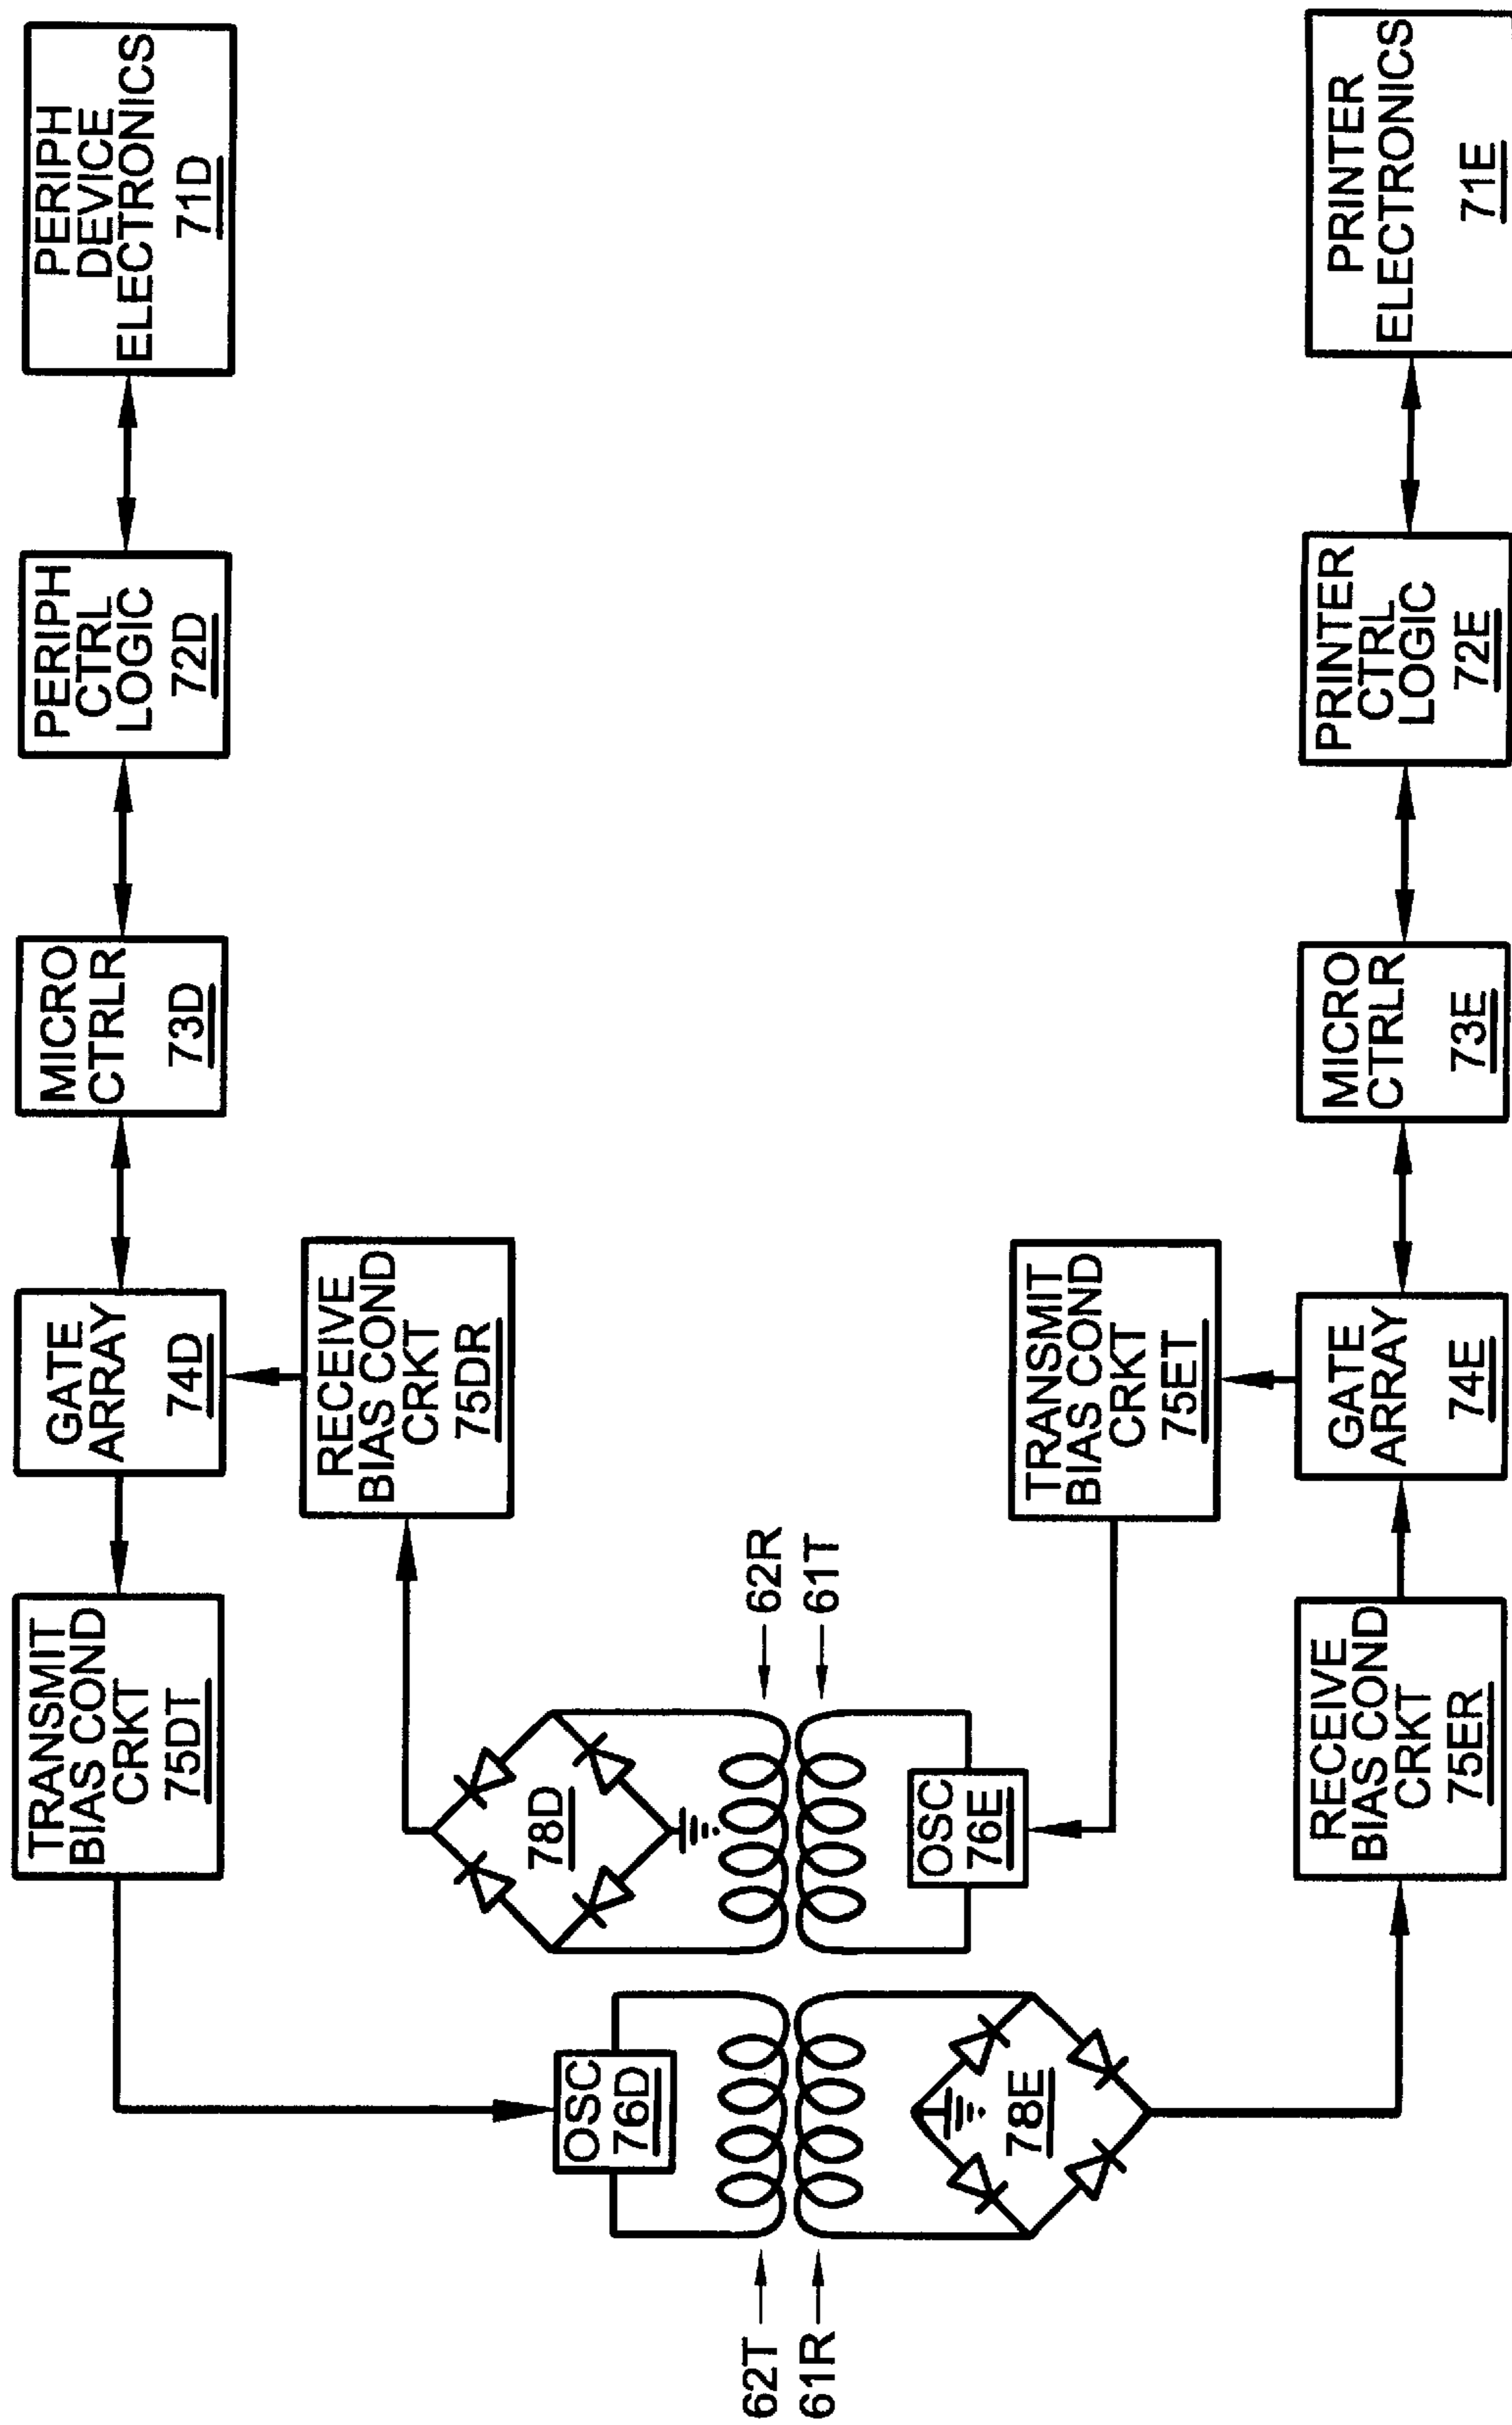 PERIPH
DEVICE
ELECTRONICS
71D
PERIPH
CTRL
LOGIC
72D
MICRO
CTRLR
73D
GATE
ARRAY
74D
TRANSMIT
BIAS COND
CRKT
75DT
RECEIVE
BIAS COND
CRKT
75DR
78D
OSC
76D
62R
61T
62T
61R
OSC
76E
78E
TRANSMIT
BIAS COND
CRKT
75ET
RECEIVE
BIAS COND
CRKT
75ER
GATE
ARRAY
74E
MICRO
CTRLR
73E
PRINTER
CTRL
LOGIC
72E
PRINTER
ELECTRONICS
71E